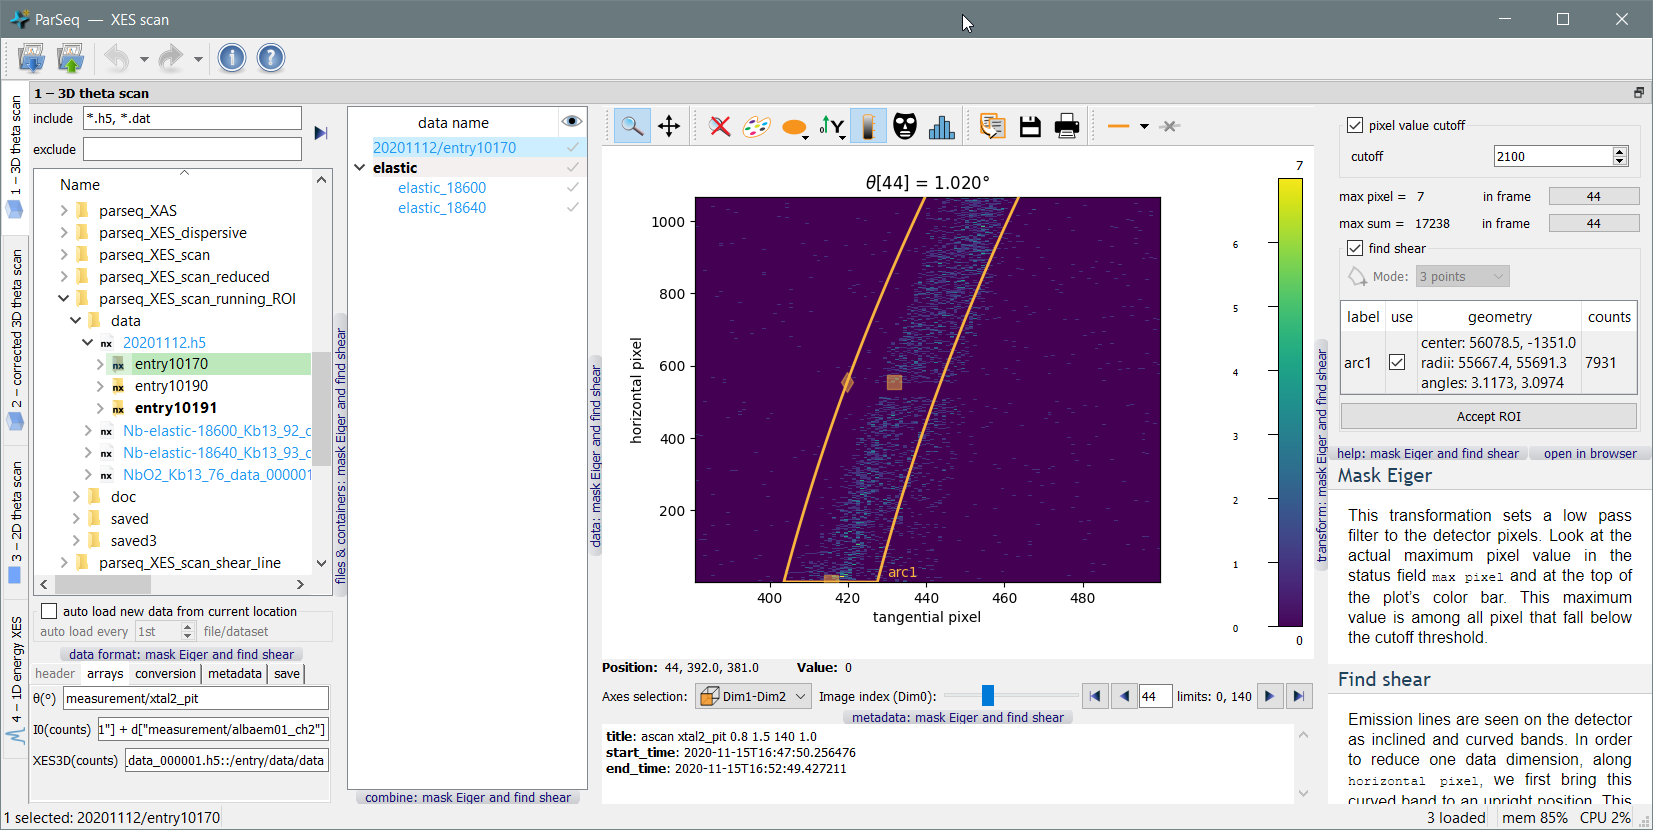 ParSeq — XES scan
1 – 3D theta scan
include *.h5, *.dat
exclude
Name
parseq_XAS
parseq_XES_dispersive
parseq_XES_scan
parseq_XES_scan_reduced
parseq_XES_scan_running_ROI
data
nx 20201112.h5
nx entry10170
nx entry10190
nx entry10191
nx Nb-elastic-18600_Kb13_92_c
nx Nb-elastic-18640_Kb13_93_c
nx NbO2_Kb13_76_data_000001
doc
saved
saved3
parseq_XES_scan_shear_line
auto load new data from current location
auto load every 1st file/dataset
data format: mask Eiger and find shear
header arrays conversion metadata save
θ(°) measurement/xtal2_pit
I0(counts) 1"] + d["measurement/albaem01_ch2"]
XES3D(counts) _data_000001.h5::/entry/data/data
1 – 3D theta scan
2 – corrected 3D theta scan
3 – 2D theta scan
4 – 1D energy XES
files & containers: mask Eiger and find shear
data name
20201112/entry10170
elastic
elastic_18600
elastic_18640
combine: mask Eiger and find shear
data: mask Eiger and find shear
Y
θ[44] = 1.020°
1000
800
600
400
200
horizontal pixel
arc1
400 420 440 460 480
tangential pixel
7
6
5
4
3
2
1
0
0
Position: 44, 392.0, 381.0 Value: 0
Axes selection: Dim1-Dim2 Image index (Dim0): 44 limits: 0, 140
metadata: mask Eiger and find shear
title: ascan xtal2_pit 0.8 1.5 140 1.0
start_time: 2020-11-15T16:47:50.256476
end_time: 2020-11-15T16:52:49.427211
transform: mask Eiger and find shear
pixel value cutoff
cutoff 2100
max pixel = 7 in frame 44
max sum = 17238 in frame 44
find shear
Mode: 3 points
label use geometry counts
center: 56078.5, -1351.0
arc1 radii: 55667.4, 55691.3 7931
angles: 3.1173, 3.0974
Accept ROI
help: mask Eiger and find shear open in browser
Mask Eiger
This transformation sets a low pass
filter to the detector pixels. Look at the
actual maximum pixel value in the
status field max pixel and at the top of
the plot's color bar. This maximum
value is among all pixel that fall below
the cutoff threshold.
Find shear
Emission lines are seen on the detector
as inclined and curved bands. In order
to reduce one data dimension, along
horizontal pixel, we first bring this
curved band to an upright position. This
1 selected: 20201112/entry10170
3 loaded mem 85% CPU 2%